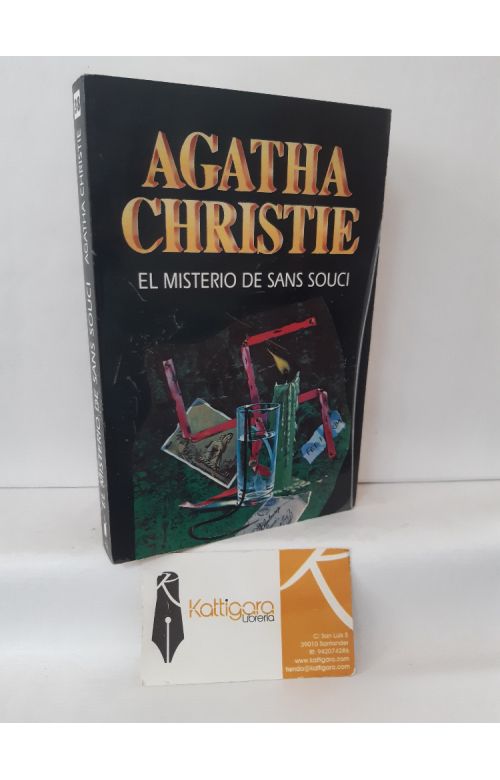 AGATHA
CHRISTIE
EL MISTERIO DE SANS SOUCI
EL MISTERIO DE SANS SOUCI AGATHA CHRISTIE
Kattigara
Librería
C/ San Luis 5
39010 Santander
tlf: 942074286
www.kattigara.com
tienda@kattigara.com